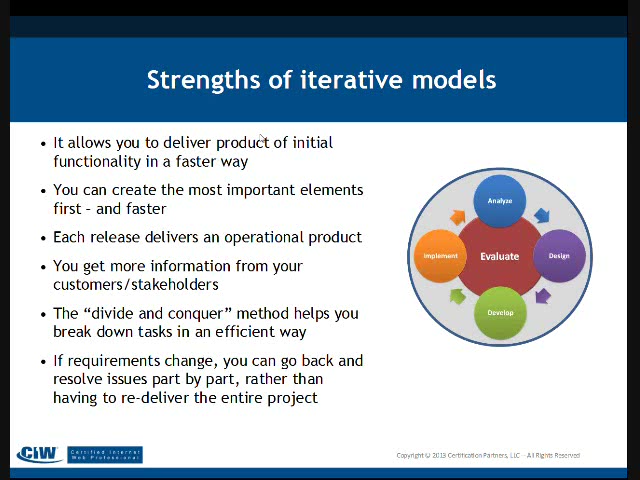 Strengths of iterative models
• It allows you to deliver product of initial
functionality in a faster way
• You can create the most important elements
first – and faster
• Each release delivers an operational product
• You get more information from your
customers/stakeholders
• The “divide and conquer” method helps you
break down tasks in an efficient way
• If requirements change, you can go back and
resolve issues part by part, rather than
having to re-deliver the entire project
Analyze
Implement
Evaluate
Design
Develop
CIW
Certified Internet
Web Professional
Copyright © 2013 Certification Partners, LLC – All Rights Reserved